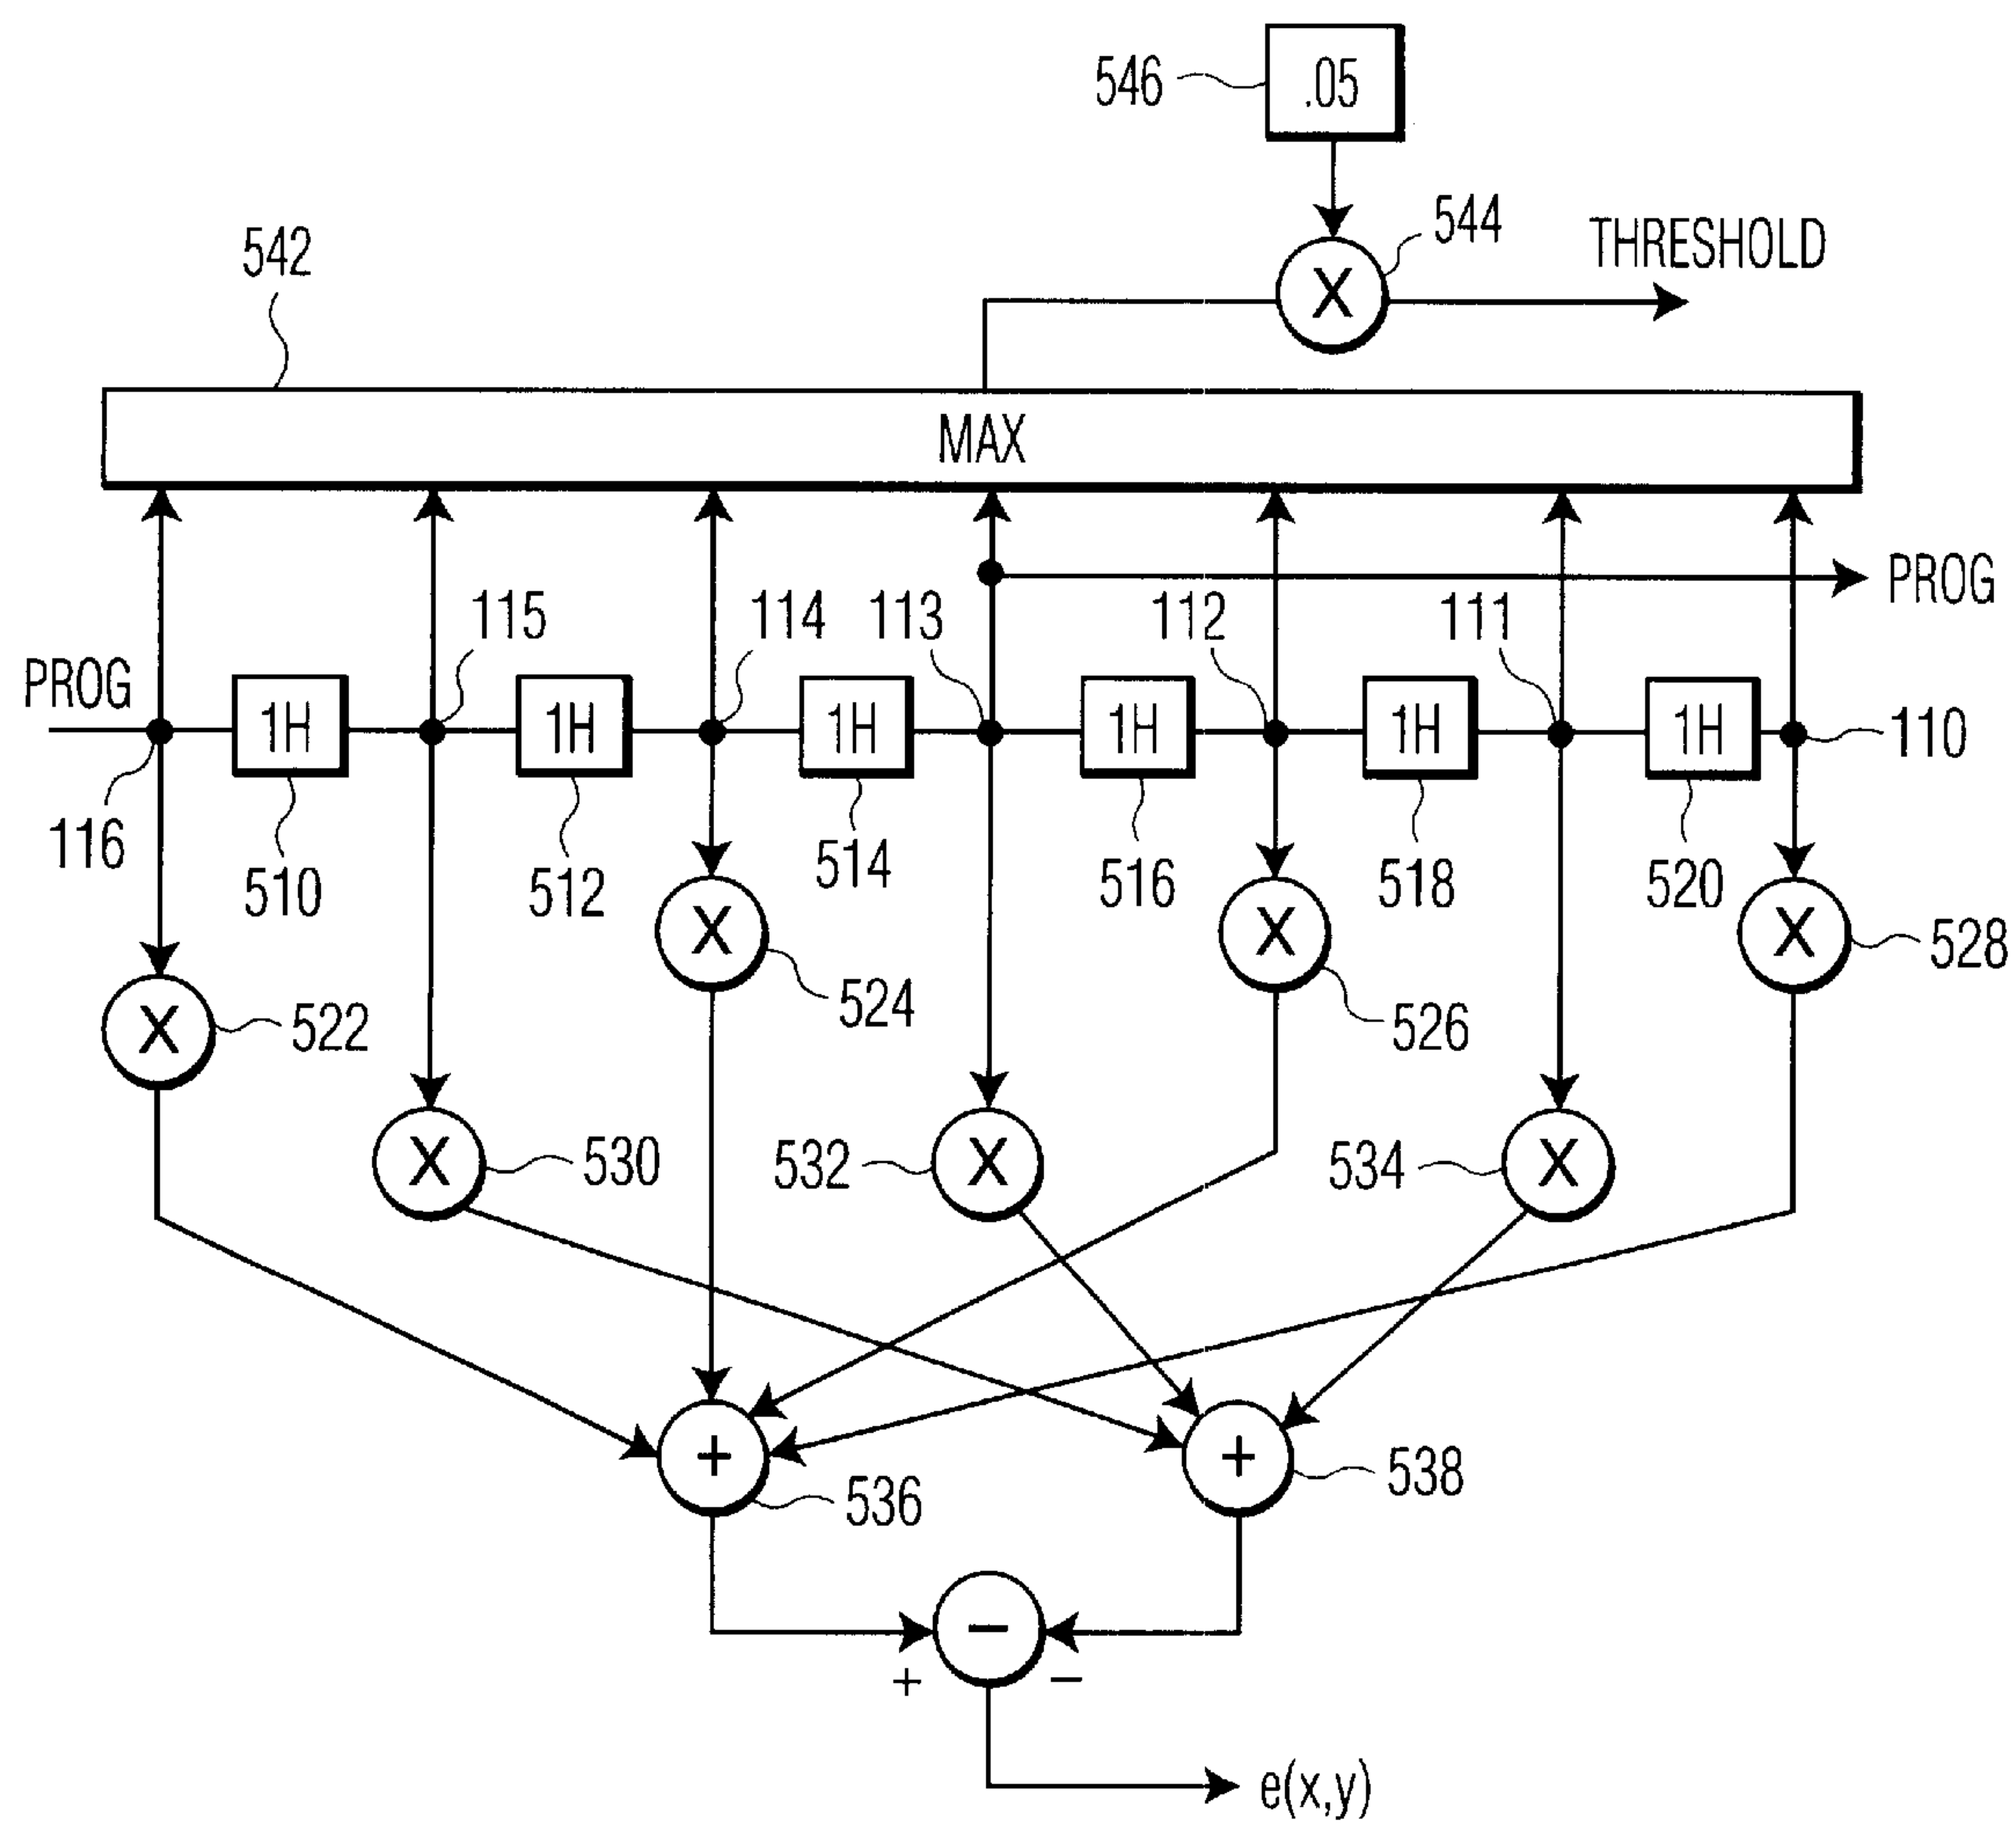 546
.05
544
X
THRESHOLD
542
MAX
PROG
115
114
113
112
111
PROG
1H
1H
1H
1H
1H
1H
110
116
510
512
514
516
518
520
X
524
X
526
X
528
X
522
X
530
532
X
534
X
+
536
+
538
−
+
−
e(x,y)